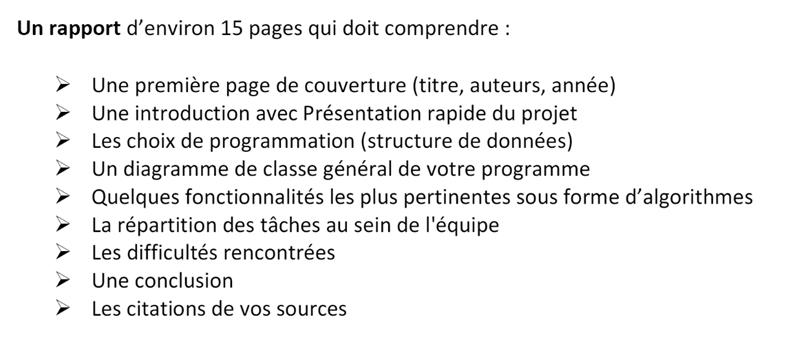 Un rapport d’environ 15 pages qui doit comprendre :
➢ Une première page de couverture (titre, auteurs, année)
➢ Une introduction avec Présentation rapide du projet
➢ Les choix de programmation (structure de données)
➢ Un diagramme de classe général de votre programme
➢ Quelques fonctionnalités les plus pertinentes sous forme d’algorithmes
➢ La répartition des tâches au sein de l'équipe
➢ Les difficultés rencontrées
➢ Une conclusion
➢ Les citations de vos sources